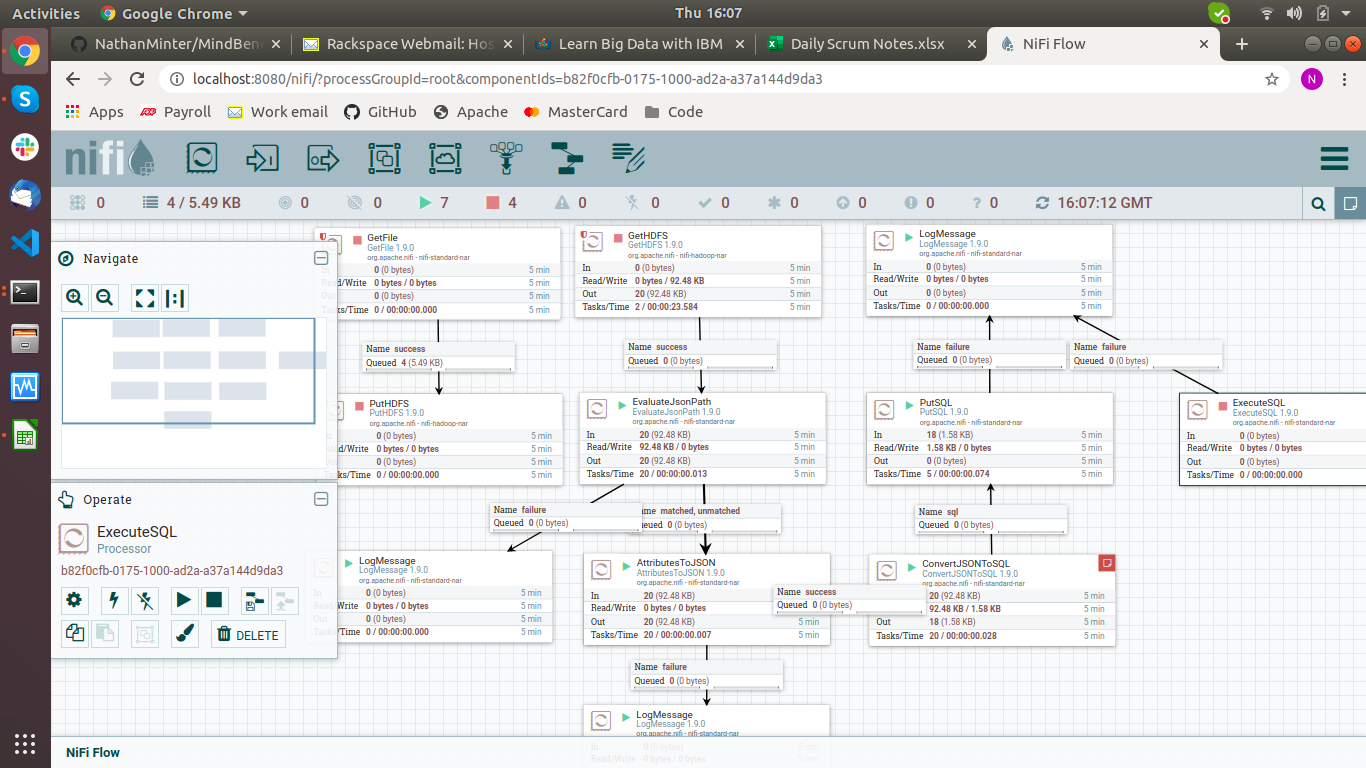 Activities
Google Chrome
Thu 16:07
NathanMinter/MindBen
Rackspace Webmail: Hos
Learn Big Data with IBM
Daily Scrum Notes.xlsx
NiFi Flow
localhost:8080/nifi/?processGroupId=root&componentIds=b82f0cfb-0175-1000-ad2a-a37a144d9da3
N
Apps
Payroll
Work email
GitHub
Apache
MasterCard
Code
nifi
0
4 / 5.49 KB
0
0
7
4
0
0
0
0
0
0
0
16:07:12 GMT
Navigate
Operate
ExecuteSQL
Processor
b82f0cfb-0175-1000-ad2a-a37a144d9da3
DELETE
GetFile
GetFile 1.9.0
org.apache.nifi - nifi-standard-nar
In 0 (0 bytes) 5 min
Read/Write 0 bytes / 0 bytes 5 min
Out 0 (0 bytes) 5 min
Tasks/Time 0 / 00:00:00.000 5 min
GetHDFS
GetHDFS 1.9.0
org.apache.nifi - nifi-hadoop-nar
In 0 (0 bytes) 5 min
Read/Write 0 bytes / 92.48 KB 5 min
Out 20 (92.48 KB) 5 min
Tasks/Time 2 / 00:00:23.584 5 min
LogMessage
LogMessage 1.9.0
org.apache.nifi - nifi-standard-nar
In 0 (0 bytes) 5 min
Read/Write 0 bytes / 0 bytes 5 min
Out 0 (0 bytes) 5 min
Tasks/Time 0 / 00:00:00.000 5 min
Name success
Queued 4 (5.49 KB)
Name success
Queued 0 (0 bytes)
Name failure
Queued 0 (0 bytes)
Name failure
Queued 0 (0 bytes)
PutHDFS
PutHDFS 1.9.0
org.apache.nifi - nifi-hadoop-nar
0 (0 bytes) 5 min
0 bytes / 0 bytes 5 min
0 (0 bytes) 5 min
Tasks/Time 0 / 00:00:00.000 5 min
EvaluateJsonPath
EvaluateJsonPath 1.9.0
org.apache.nifi - nifi-standard-nar
In 20 (92.48 KB) 5 min
Read/Write 92.48 KB / 0 bytes 5 min
Out 20 (92.48 KB) 5 min
Tasks/Time 20 / 00:00:00.013 5 min
PutSQL
PutSQL 1.9.0
org.apache.nifi - nifi-standard-nar
In 18 (1.58 KB) 5 min
Read/Write 1.58 KB / 0 bytes 5 min
Out 0 (0 bytes) 5 min
Tasks/Time 5 / 00:00:00.074 5 min
ExecuteSQL
ExecuteSQL 1.9.0
org.apache.nifi - nifi-standard-nar
In 0 (0 bytes)
Read/Write 0 bytes / 0 bytes
Out 0 (0 bytes)
Tasks/Time 0 / 00:00:00.000
Name failure
Queued 0 (0 bytes)
matched, unmatched
0 (0 bytes)
Name sql
Queued 0 (0 bytes)
LogMessage
LogMessage 1.9.0
org.apache.nifi - nifi-standard-nar
In 0 (0 bytes) 5 min
Read/Write 0 bytes / 0 bytes 5 min
Out 0 (0 bytes) 5 min
Tasks/Time 0 / 00:00:00.000 5 min
AttributesToJSON
AttributesToJSON 1.9.0
org.apache.nifi - nifi-standard-nar
In 20 (92.48 KB)
Read/Write 0 bytes / 0 bytes
Out 20 (92.48 KB) 5 min
Tasks/Time 20 / 00:00:00.007 5 min
Name success
Queued 0 (0 bytes)
ConvertJSONToSQL
ConvertJSONToSQL 1.9.0
org.apache.nifi - nifi-standard-nar
20 (92.48 KB) 5 min
92.48 KB / 1.58 KB 5 min
Out 18 (1.58 KB) 5 min
Tasks/Time 20 / 00:00:00.028 5 min
Name failure
Queued 0 (0 bytes)
LogMessage
LogMessage 1.9.0
org.apache.nifi - nifi-standard-nar
In 0 (0 bytes) 5 min
Read/Write 0 bytes / 0 bytes 5 min
NiFi Flow